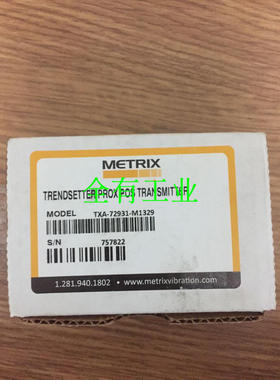 METRIX
TRENDSETTER PROX POS TRANSMITTER
全有工业
MODEL TXA-72931-M1329
S/N 757822
1.281.940.1802 • www.metrixvibration.com